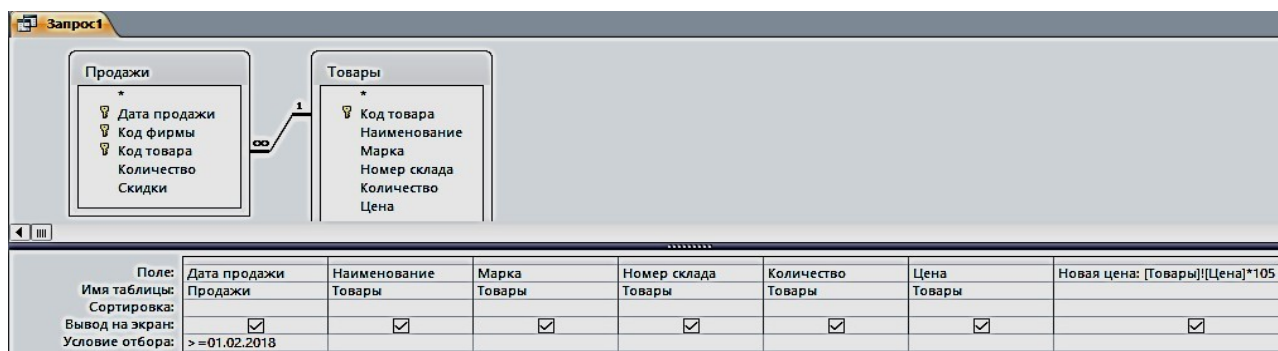 Запрос1
Продажи
*
Дата продажи
Код фирмы
Код товара
Количество
Скидки
∞
1
Товары
*
Код товара
Наименование
Марка
Номер склада
Количество
Цена
Поле: Дата продажи Наименование Марка Номер склада Количество Цена Новая цена: [Товары]![Цена]*105
Имя таблицы: Продажи Товары Товары Товары Товары Товары
Сортировка:
Вывод на экран:
Условие отбора: > =01.02.2018